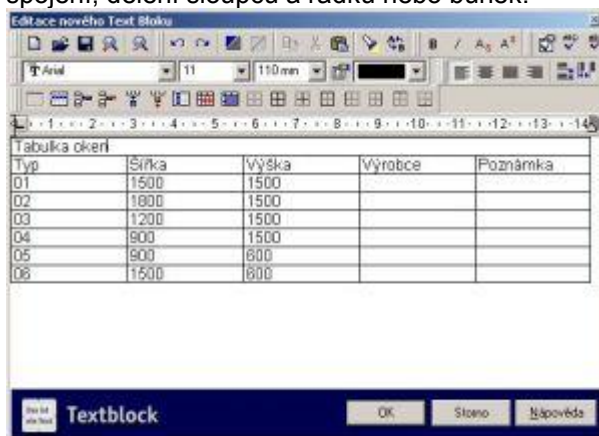 spojení, dělení sloupců a řádků nebo buněk.
Editace nového Text Bloku
Arial 11 110 mm
1 2 3 4 5 6 7 8 9 10 11 12 13 14
Tabulka oken
Typ Šířka Výška Výrobce Poznámka
01 1500 1500
02 1800 1500
03 1200 1500
04 900 1500
05 900 600
06 1500 600
Textblock OK Storno Nápověda